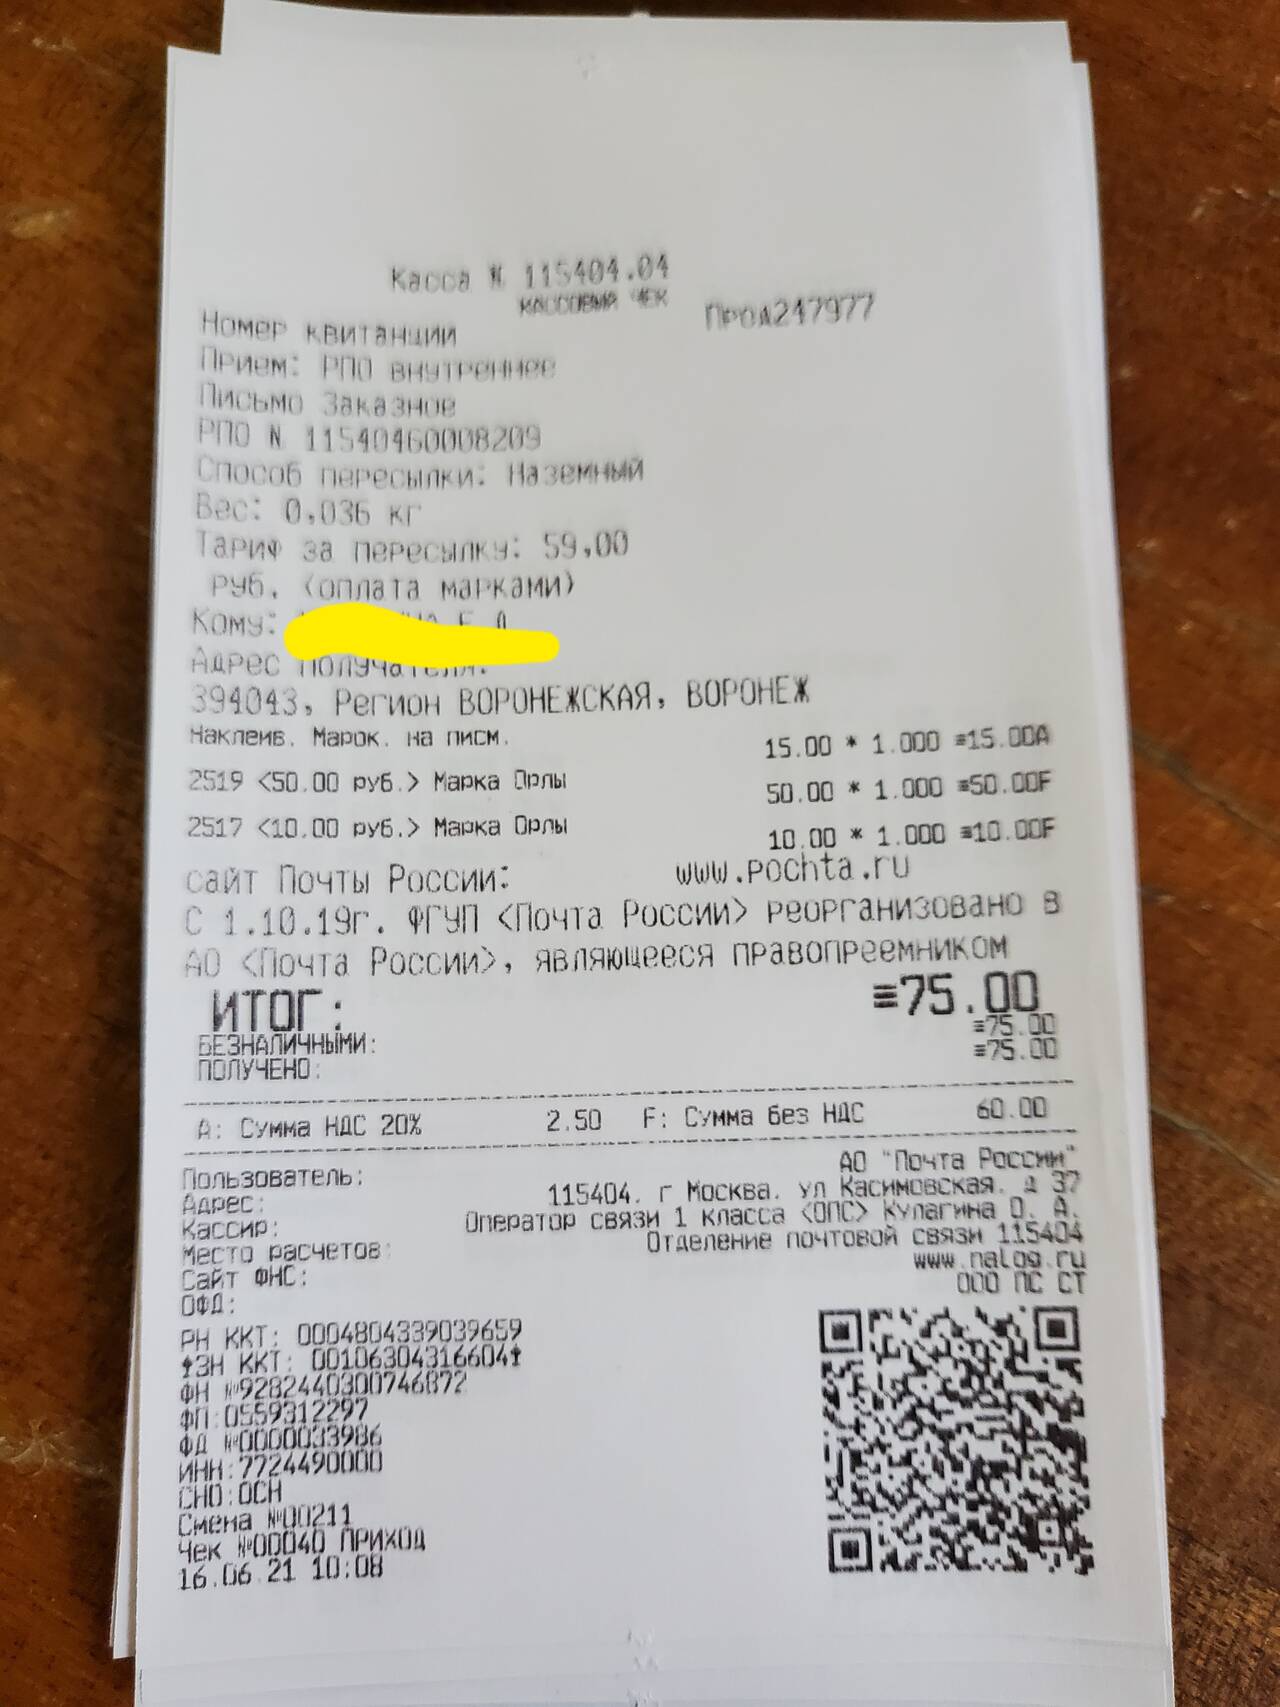 Касса № 115404.04
КАССОВЫЙ ЧЕК
Номер квитанции Прод247977
Прием: РПО внутреннее
Письмо Заказное
РПО № 11540460008209
Способ пересылки: Наземный
Вес: 0,036 кг
Тариф за пересылку: 59,00
руб. (оплата марками)
Кому:
Адрес получателя:
394043, Регион ВОРОНЕЖСКАЯ, ВОРОНЕЖ
Наклеив. Марок. на писм. 15.00 * 1.000 ≡15.00A
2519 <50.00 руб.> Марка Орлы 50.00 * 1.000 ≡50.00F
2517 <10.00 руб.> Марка Орлы 10.00 * 1.000 ≡10.00F
сайт Почты России: www.pochta.ru
С 1.10.19г. ФГУП <Почта России> реорганизовано в
АО <Почта России>, являющееся правопреемником
ИТОГ: ≡75.00
БЕЗНАЛИЧНЫМИ: ≡75.00
ПОЛУЧЕНО: ≡75.00
A: Сумма НДС 20% 2.50 F: Сумма без НДС 60.00
Пользователь: АО "Почта России"
Адрес: 115404, г Москва, ул Касимовская, д 37
Кассир: Оператор связи 1 класса <ОПС> Кулагина О. А.
Место расчетов: Отделение почтовой связи 115404
Сайт ФНС: www.nalog.ru
ОФД: ООО ПС СТ
РН ККТ: 0004804339039659
ЗН ККТ: 00106304316604
ФН №9282440300746872
ФП:0559312297
ФД №0000033986
ИНН:7724490000
СНО:ОСН
Смена №00211
Чек №00040 ПРИХОД
16.06.21 10:08